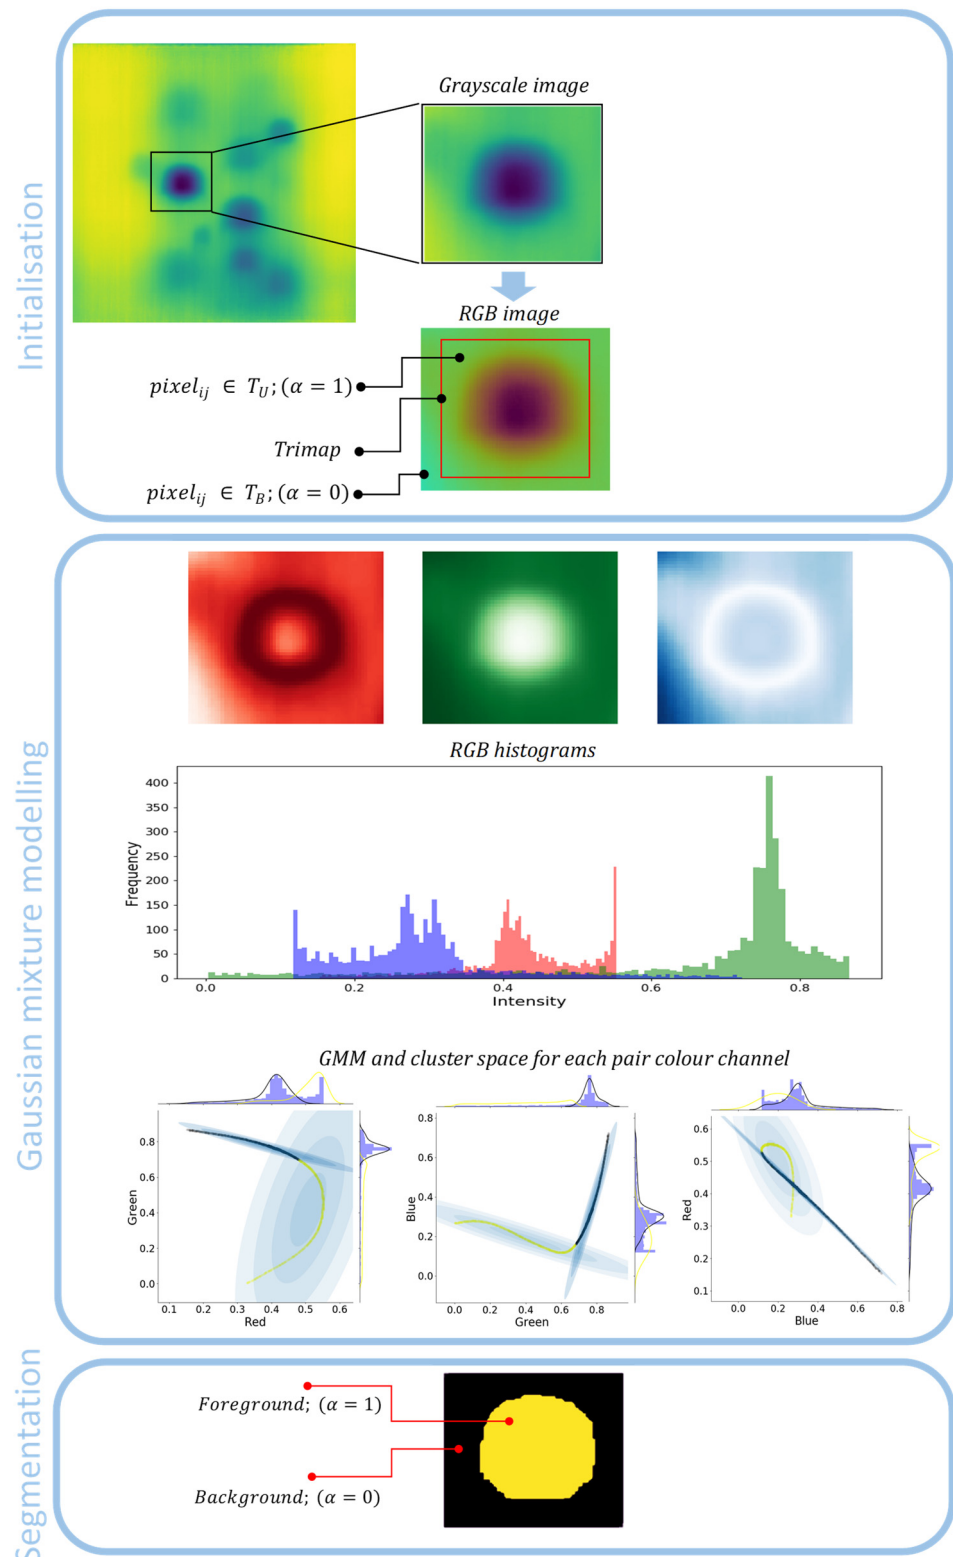 Initialisation
Grayscale image
RGB image
pixel_ij ∈ T_U; (α = 1)
Trimap
pixel_ij ∈ T_B; (α = 0)
Gaussian mixture modelling
RGB histograms
Frequency
400
350
300
250
200
150
100
50
0
0.0 0.2 0.4 0.6 0.8
Intensity
GMM and cluster space for each pair colour channel
Green
0.8
0.6
0.4
0.2
0.0
0.1 0.2 0.3 0.4 0.5 0.6
Red
Blue
0.8
0.6
0.4
0.2
0.0
0.0 0.2 0.4 0.6 0.8
Green
Red
0.6
0.5
0.4
0.3
0.2
0.1
0.0 0.2 0.4 0.6 0.8
Blue
Segmentation
Foreground; (α = 1)
Background; (α = 0)